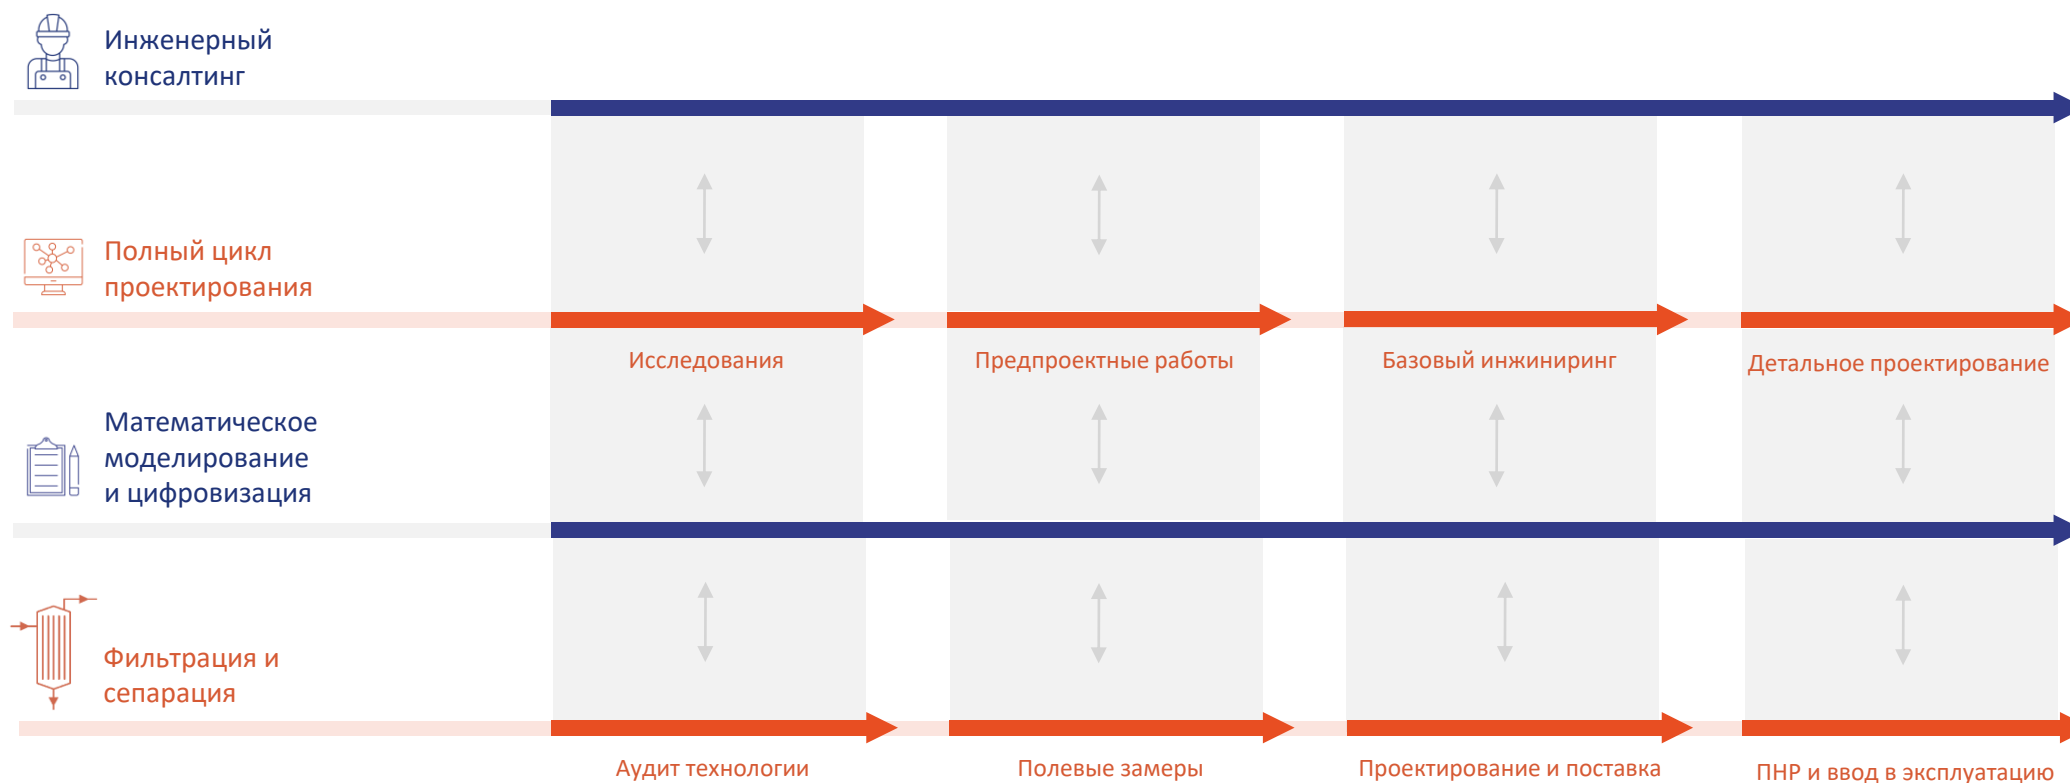 Инженерный
консалтинг
Полный цикл
проектирования
Исследования
Предпроектные работы
Базовый инжиниринг
Детальное проектирование
Математическое
моделирование
и цифровизация
Фильтрация и
сепарация
Аудит технологии
Полевые замеры
Проектирование и поставка
ПНР и ввод в эксплуатацию